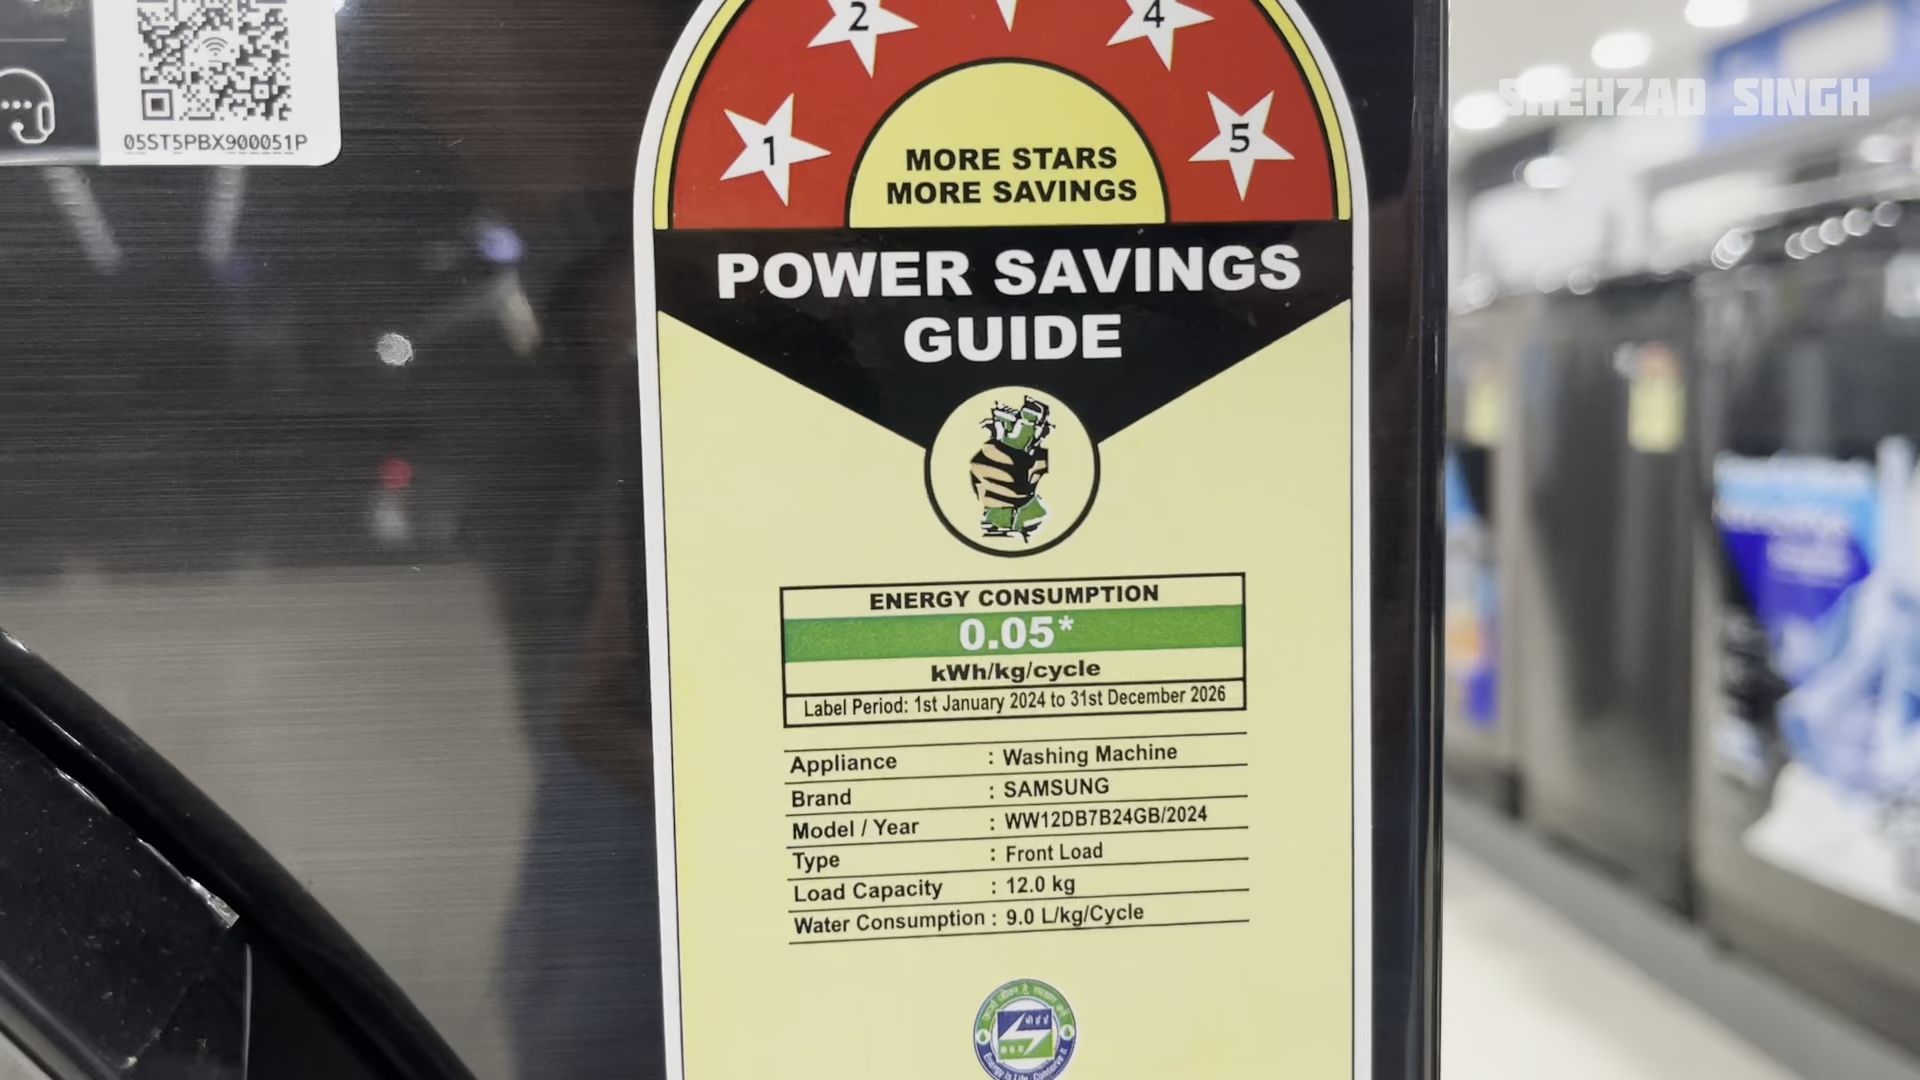 05ST5PBX900051P
SHEHZAD SINGH
2
4
1
5
MORE STARS
MORE SAVINGS
POWER SAVINGS
GUIDE
ENERGY CONSUMPTION
0.05*
kWh/kg/cycle
Label Period: 1st January 2024 to 31st December 2026
Appliance : Washing Machine
Brand : SAMSUNG
Model / Year : WW12DB7B24GB/2024
Type : Front Load
Load Capacity : 12.0 kg
Water Consumption : 9.0 L/kg/Cycle